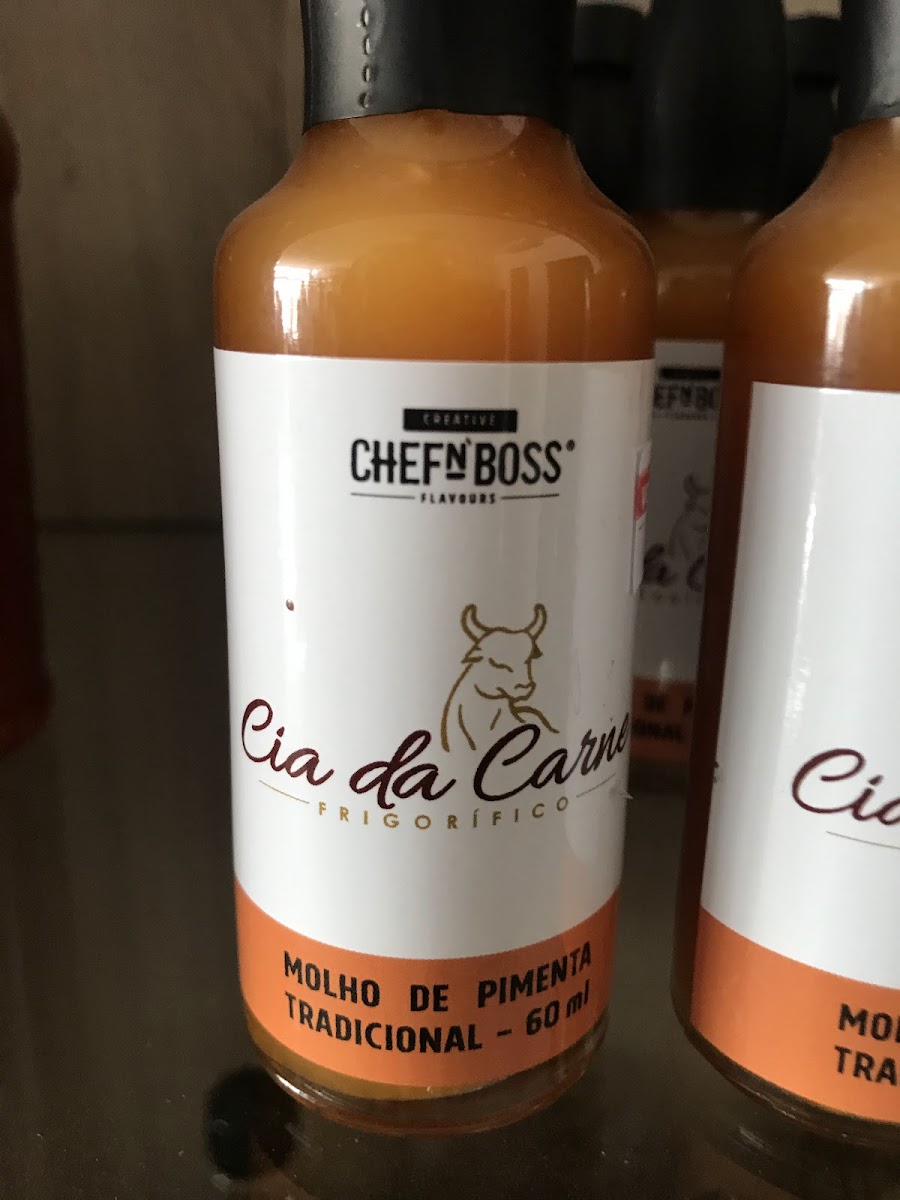 CREATIVE
CHEFN'BOSS®
FLAVOURS
Cia da Carne
FRIGORÍFICO
MOLHO DE PIMENTA
TRADICIONAL – 60 ml